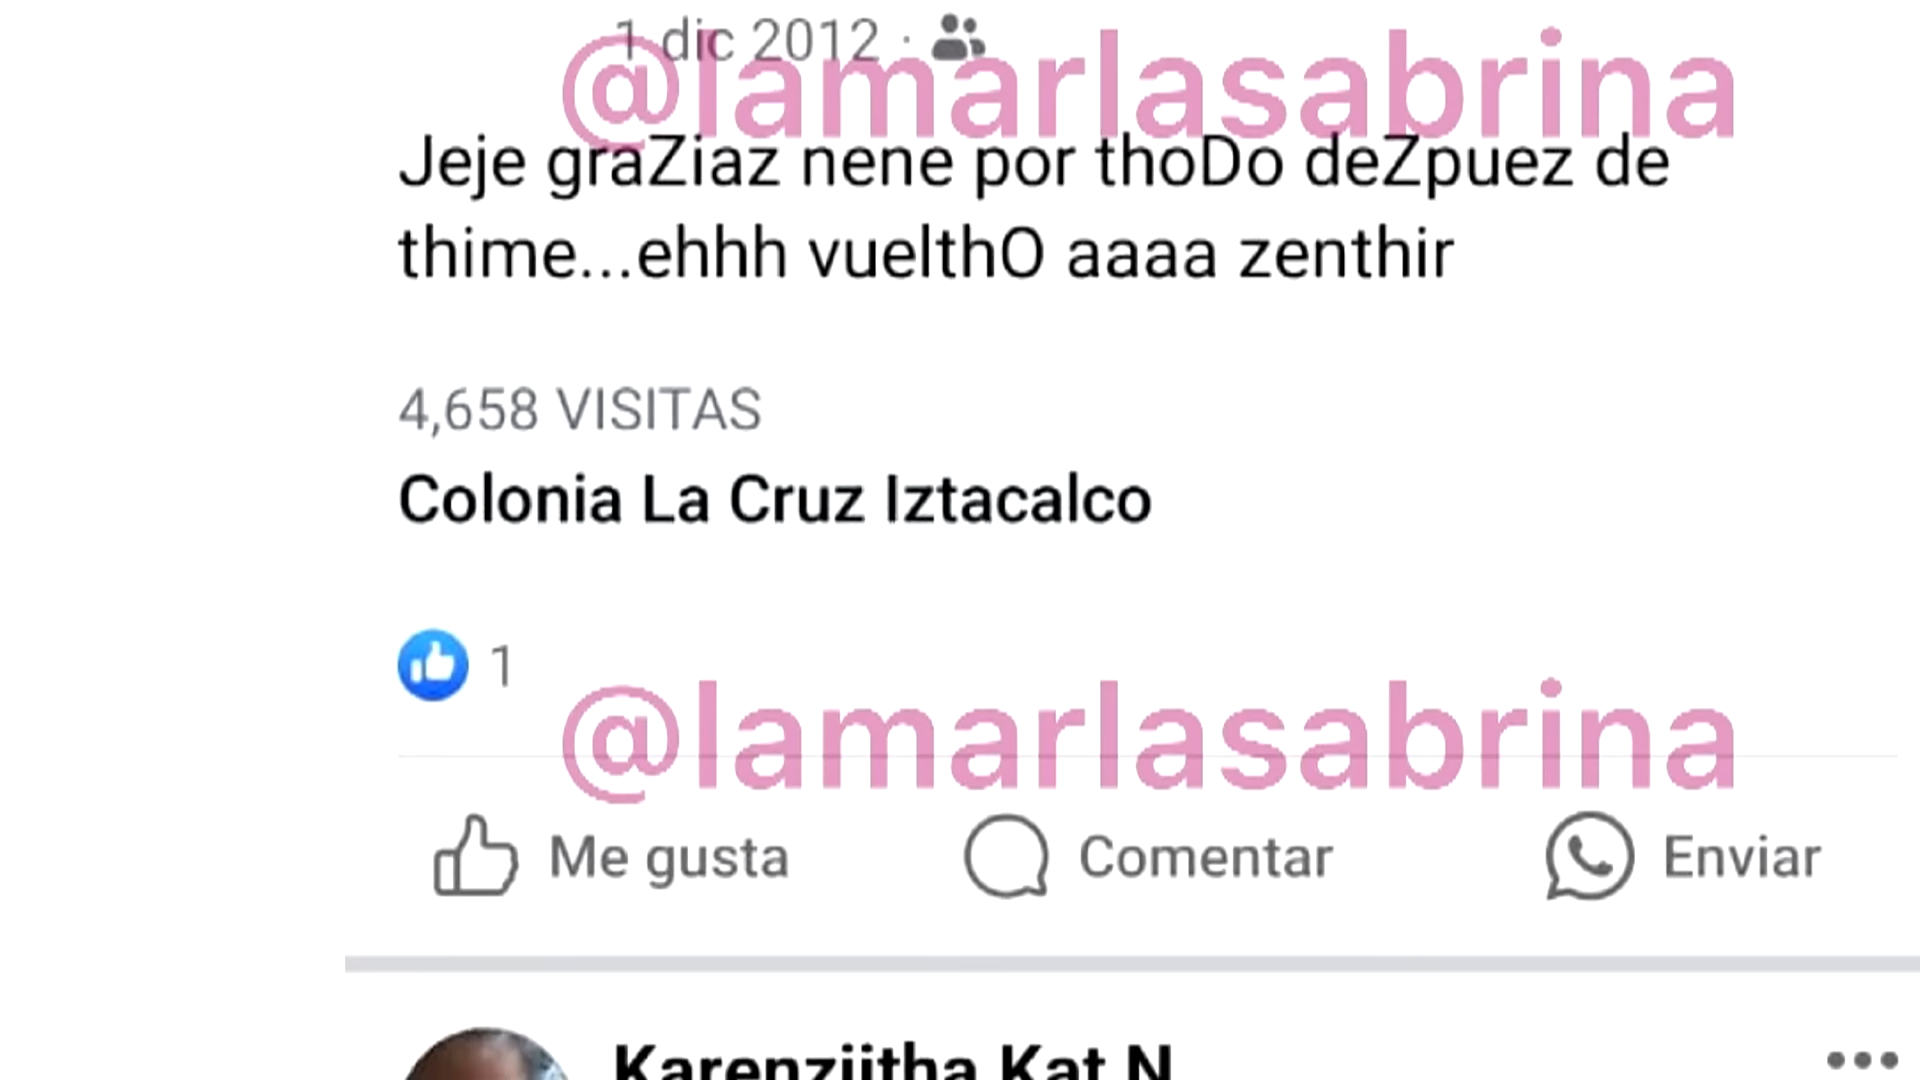 1 dic 2012 ·
@lamarlasabrina
Jeje graZiaz nene por thoDo deZpuez de
thime...ehhh vuelthO aaaa zenthir
4,658 VISITAS
Colonia La Cruz Iztacalco
1
@lamarlasabrina
Me gusta Comentar Enviar
Karenzjitha Kat N